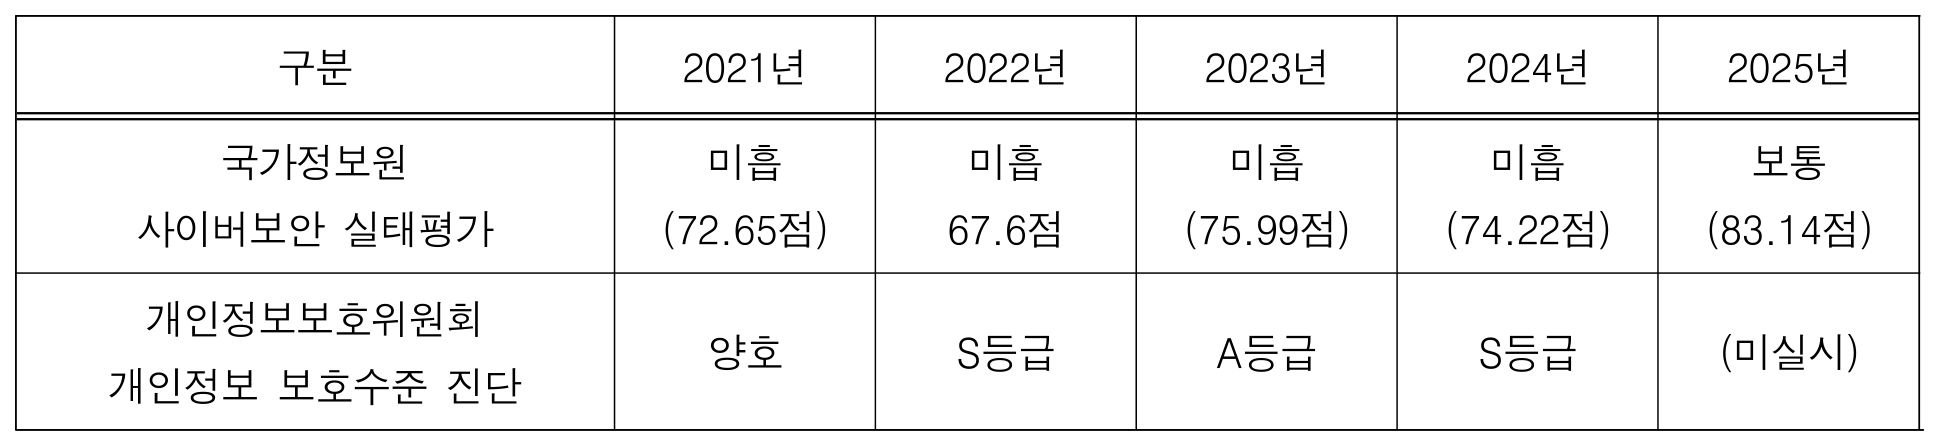 구분 2021년 2022년 2023년 2024년 2025년
국가정보원 미흡 미흡 미흡 미흡 보통
사이버보안 실태평가 (72.65점) 67.6점 (75.99점) (74.22점) (83.14점)
개인정보보호위원회
개인정보 보호수준 진단 양호 S등급 A등급 S등급 (미실시)